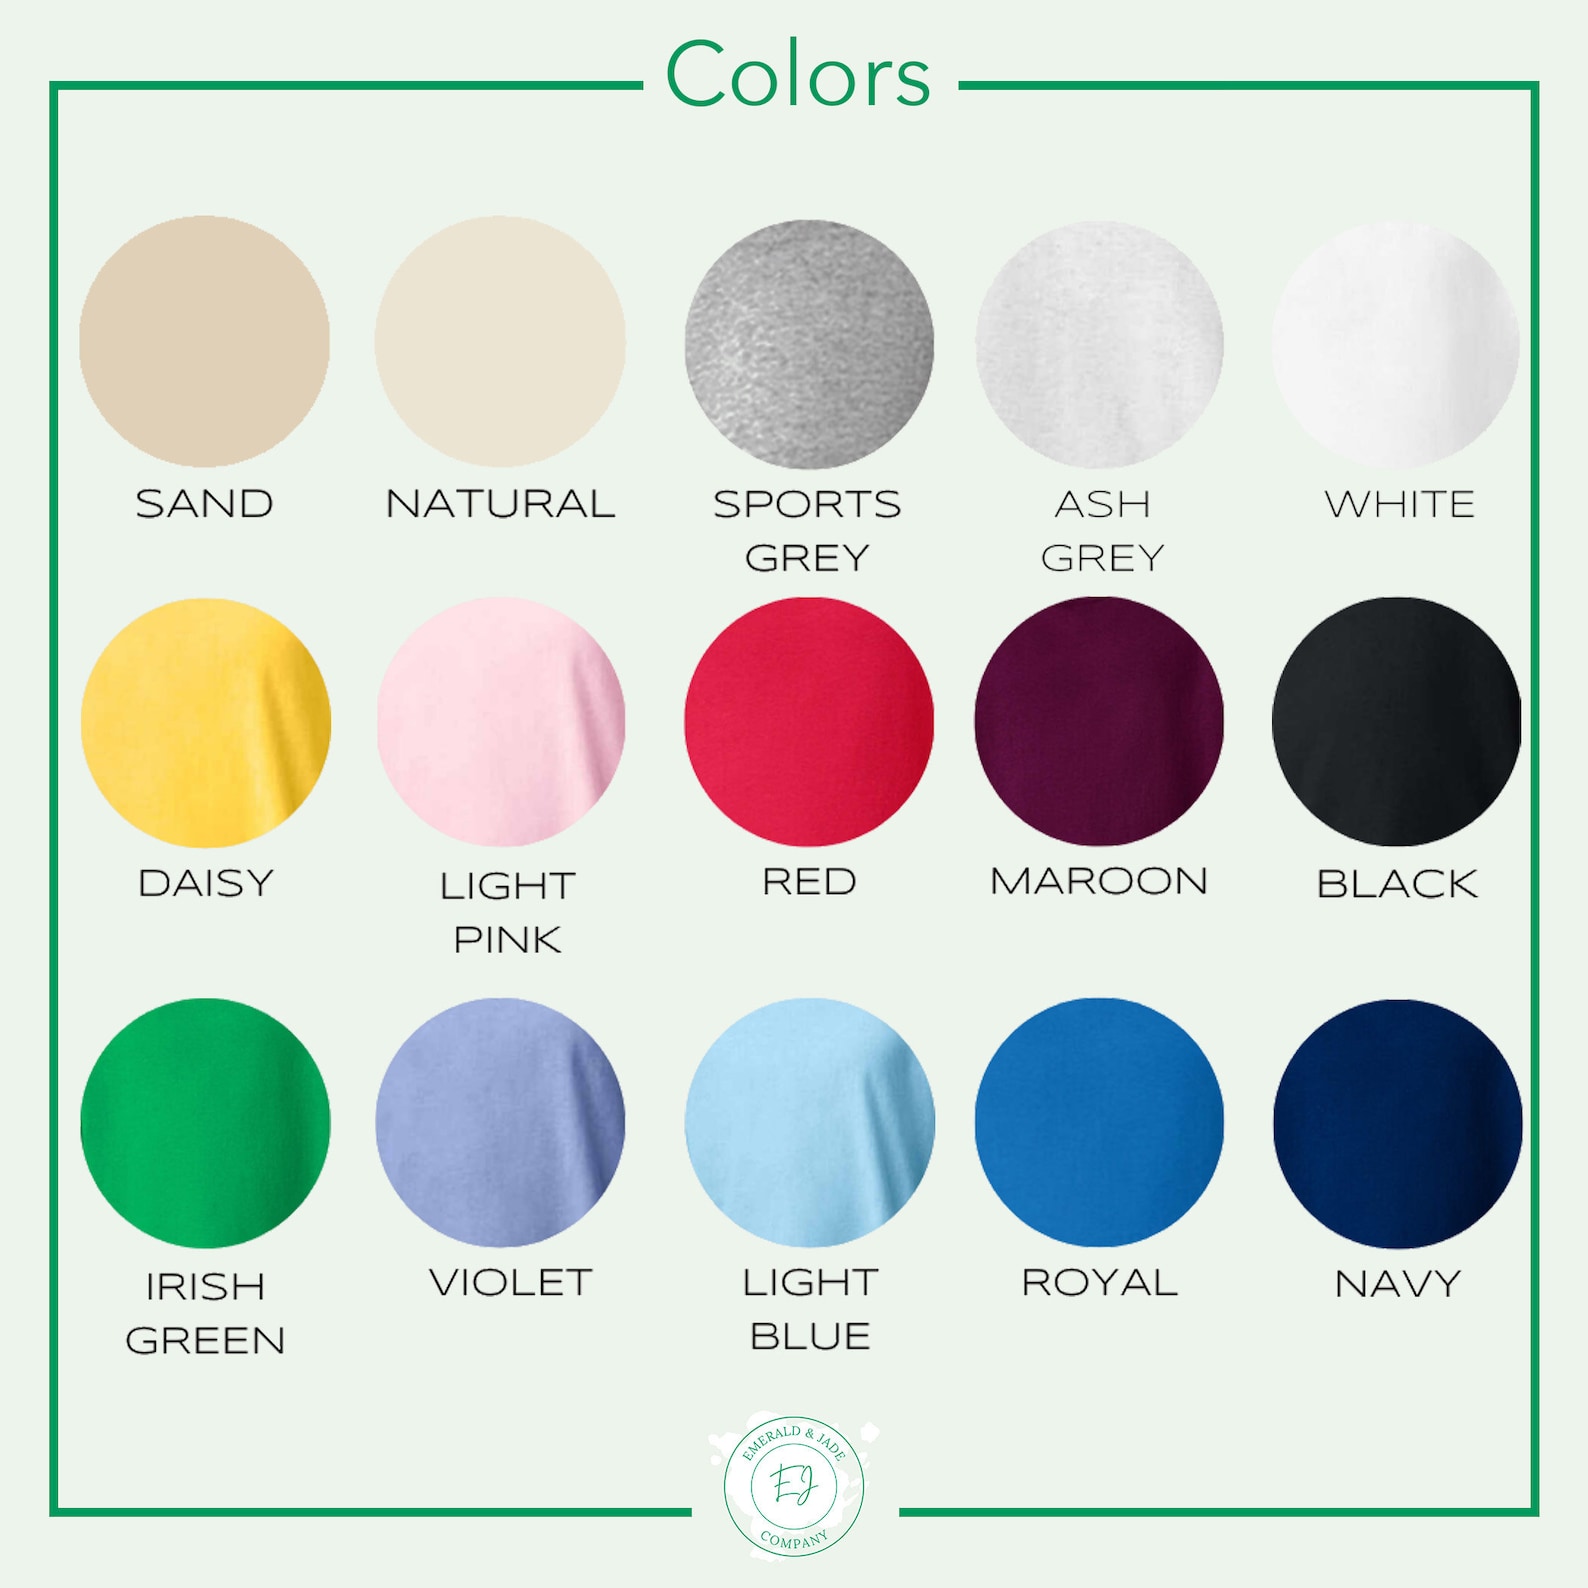 Colors
SAND
NATURAL
SPORTS
GREY
ASH
GREY
WHITE
DAISY
LIGHT
PINK
RED
MAROON
BLACK
IRISH
GREEN
VIOLET
LIGHT
BLUE
ROYAL
NAVY
EMERALD & JADE
EJ
COMPANY